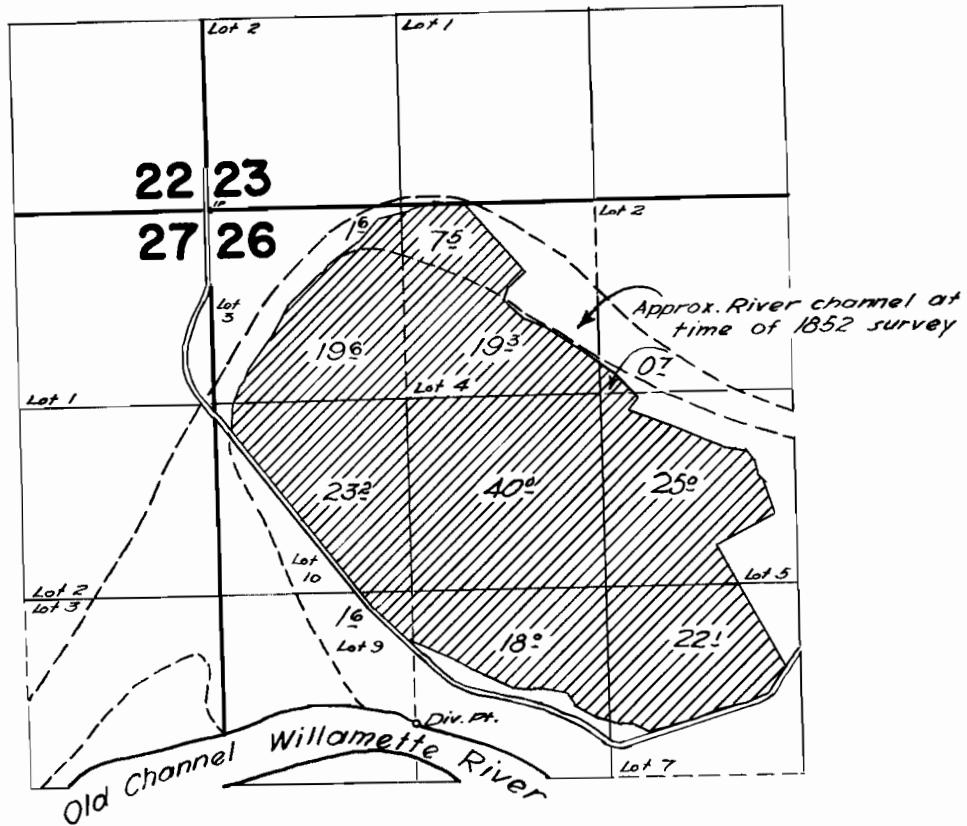 Lot 2
Lot 1
22 23
1P
27 26
Lot 2
1 6
7 5
Lot 3
Approx. River channel at
time of 1852 survey
19 6
19 3
0 7
Lot 1
Lot 4
23 2
40 0
25 0
Lot 10
Lot 2
Lot 3
Lot 5
1 6
Lot 9
18 0
22 1
Div. Pt.
Old Channel Willamette River
Lot 7